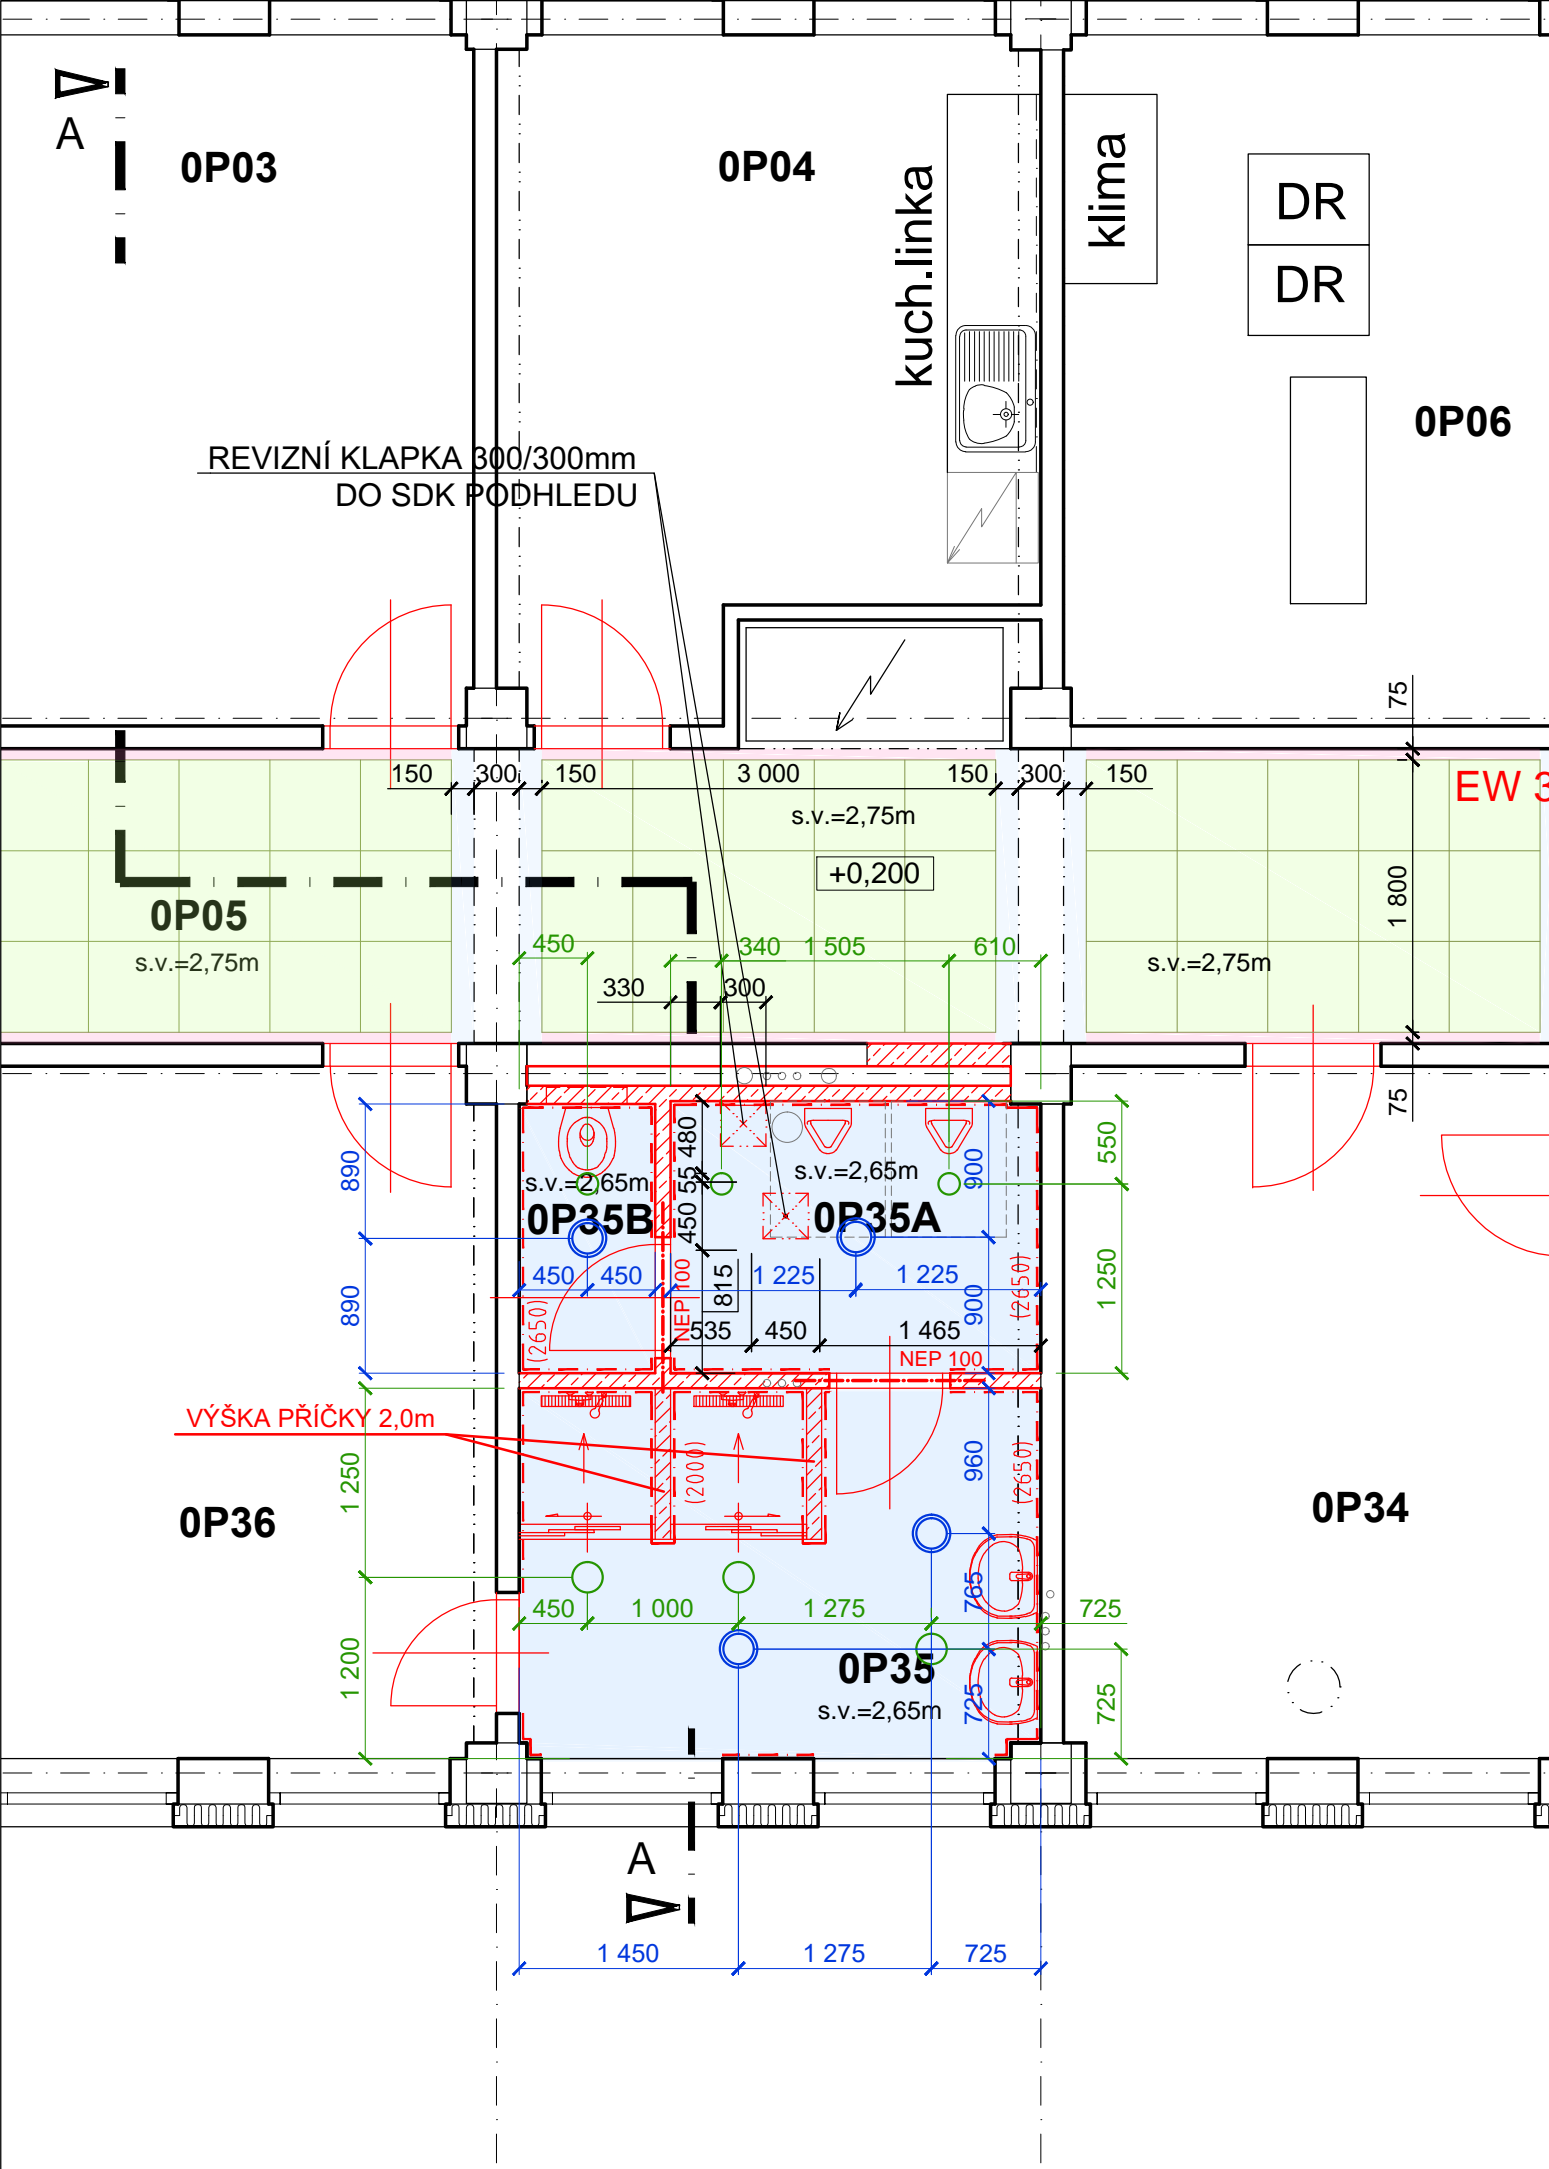 A
0P03
0P04
kuch.linka
klima
DR
DR
0P06
REVIZNÍ KLAPKA 300/300mm
DO SDK PODHLEDU
75
150
300
150
3 000
150
300
150
EW 3
s.v.=2,75m
+0,200
1 800
0P05
s.v.=2,75m
450
340
1 505
610
s.v.=2,75m
330
300
75
890
480
55
450
815
900
550
s.v.=2,65m
0P35B
s.v.=2,65m
0P35A
450
450
NEP 100
1 225
1 225
(2650)
1 250
890
(2650)
535
450
1 465
900
NEP 100
VÝŠKA PŘÍČKY 2,0m
1 250
(2000)
960
(2650)
0P36
0P34
450
1 000
1 275
765
725
1 200
0P35
s.v.=2,65m
725
725
A
1 450
1 275
725